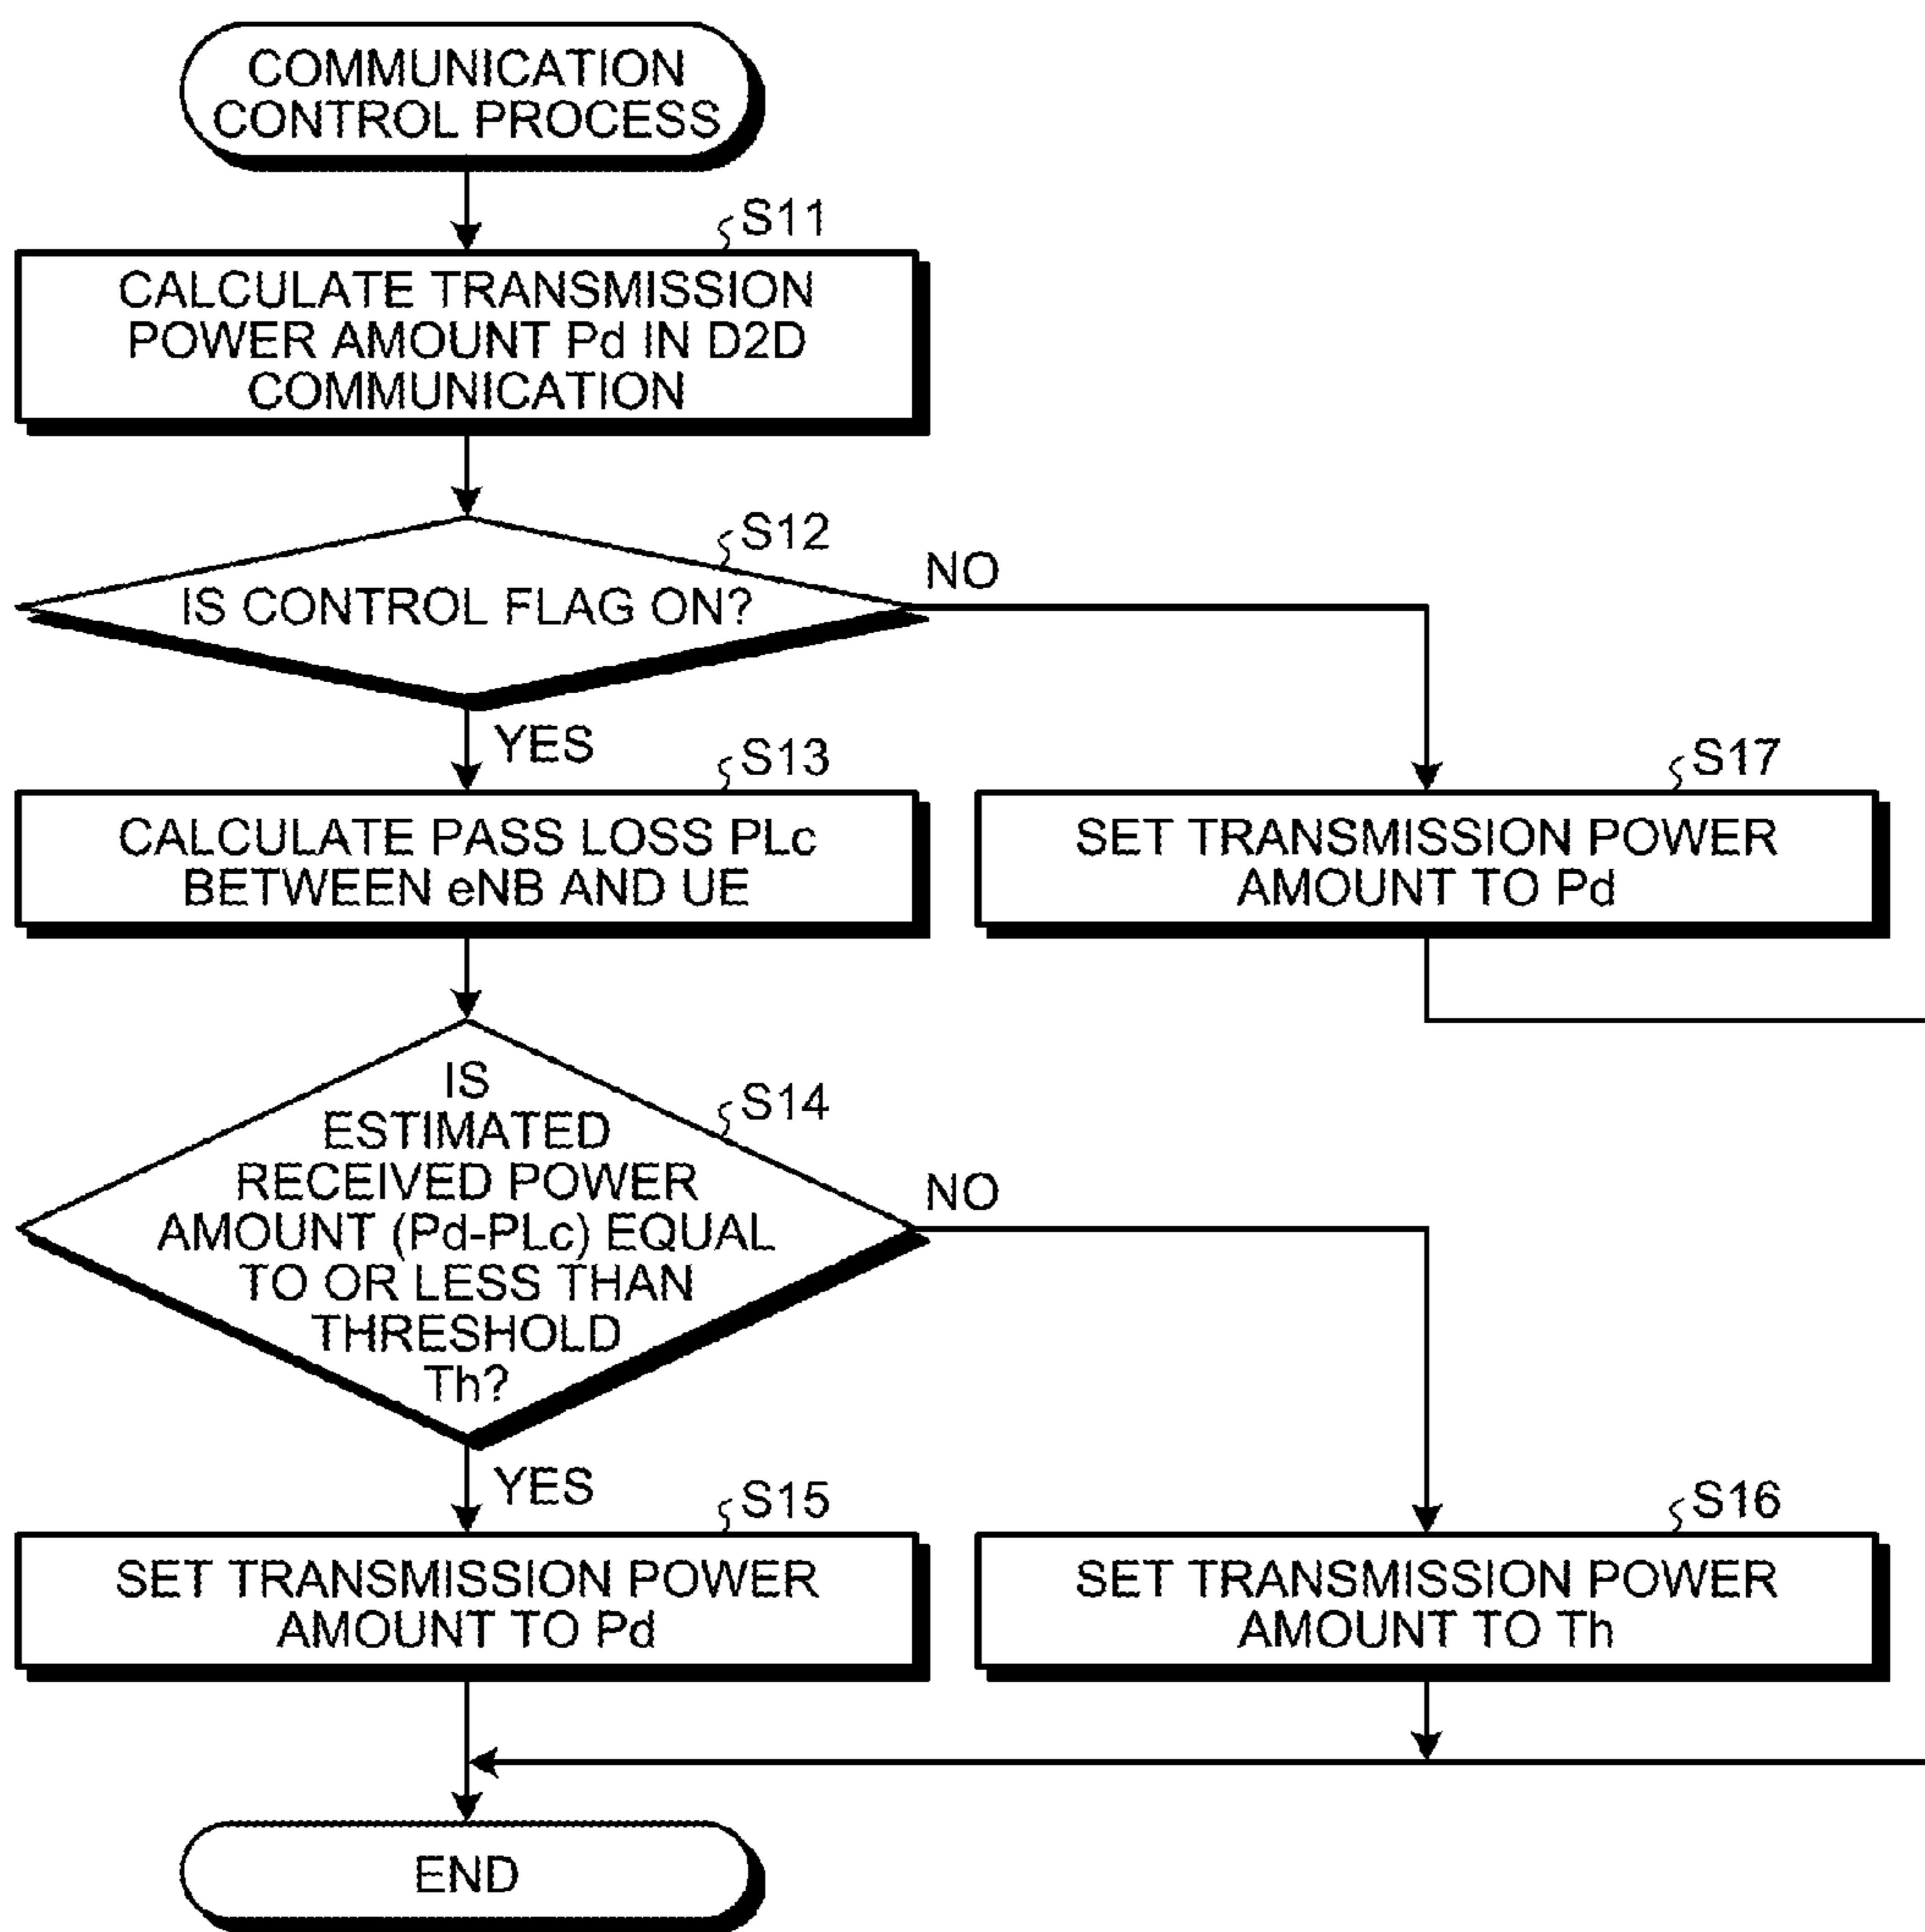 COMMUNICATION
CONTROL PROCESS
S11
CALCULATE TRANSMISSION
POWER AMOUNT Pd IN D2D
COMMUNICATION
S12
IS CONTROL FLAG ON?
NO
YES
S13
CALCULATE PASS LOSS PLc
BETWEEN eNB AND UE
S17
SET TRANSMISSION POWER
AMOUNT TO Pd
S14
IS
ESTIMATED
RECEIVED POWER
AMOUNT (Pd-PLc) EQUAL
TO OR LESS THAN
THRESHOLD
Th?
NO
YES
S15
SET TRANSMISSION POWER
AMOUNT TO Pd
S16
SET TRANSMISSION POWER
AMOUNT TO Th
END